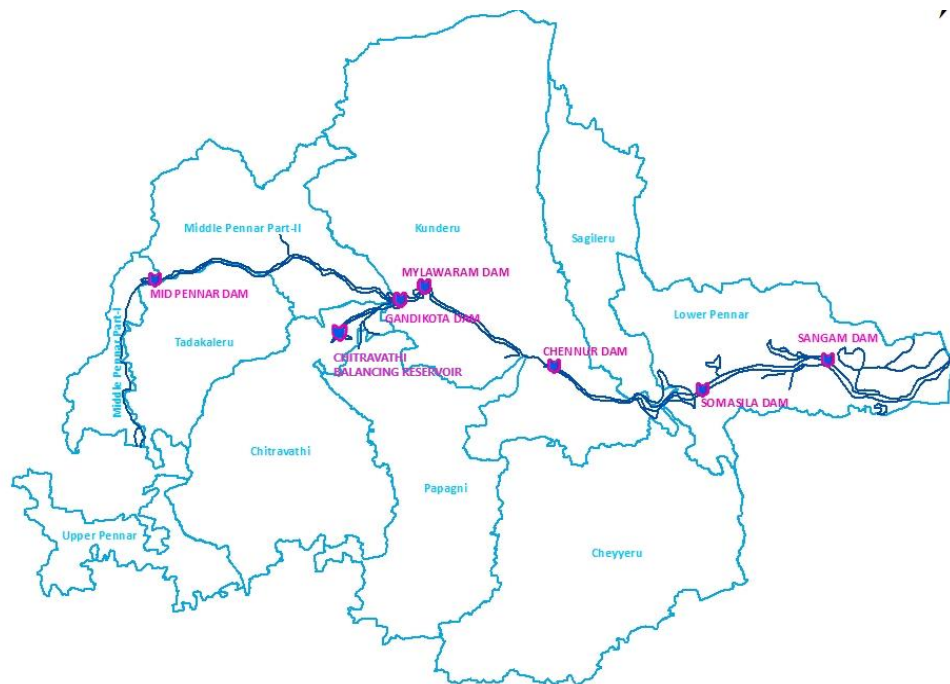 Middle Pennar Part-II
Kunderu
Sagileru
MYLAWARAM DAM
MID PENNAR DAM
GANDIKOTA DAM
Lower Pennar
Middle Pennar Part-I
Tadakaleru
SANGAM DAM
CHITRAVATHI
BALANCING RESERVOIR
CHENNUR DAM
SOMASILA DAM
Chitravathi
Papagni
Upper Pennar
Cheyyeru